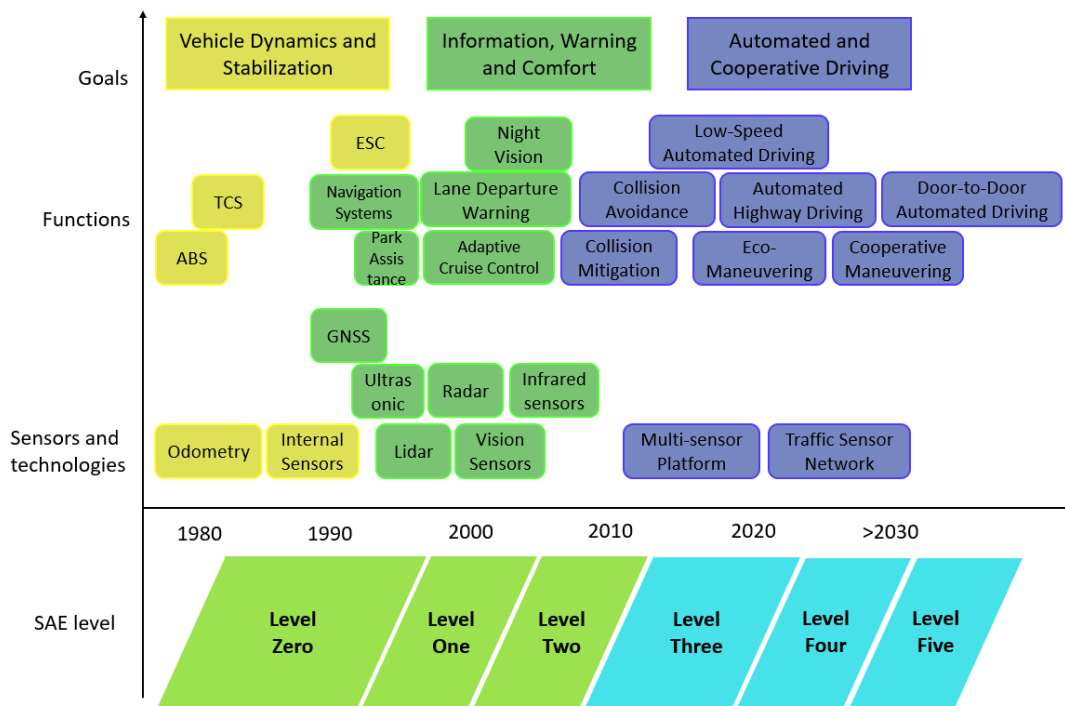 Goals
Vehicle Dynamics and
Stabilization
Information, Warning
and Comfort
Automated and
Cooperative Driving
Functions
ESC
Night
Vision
Low-Speed
Automated Driving
TCS
Navigation
Systems
Lane Departure
Warning
Collision
Avoidance
Automated
Highway Driving
Door-to-Door
Automated Driving
ABS
Park
Assis
tance
Adaptive
Cruise Control
Collision
Mitigation
Eco-
Maneuvering
Cooperative
Maneuvering
Sensors and
technologies
GNSS
Ultras
onic
Radar
Infrared
sensors
Odometry
Internal
Sensors
Lidar
Vision
Sensors
Multi-sensor
Platform
Traffic Sensor
Network
1980
1990
2000
2010
2020
>2030
SAE level
Level
Zero
Level
One
Level
Two
Level
Three
Level
Four
Level
Five